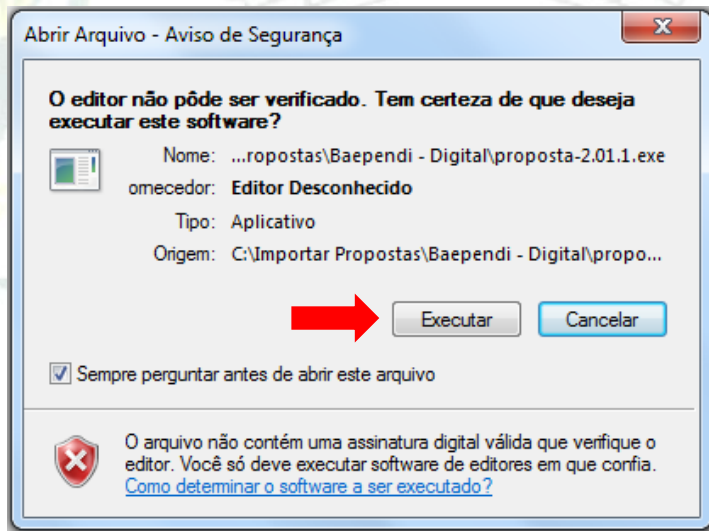 Abrir Arquivo - Aviso de Segurança
O editor não pôde ser verificado. Tem certeza de que deseja
executar este software?
Nome: ...ropostas\Baependi - Digital\proposta-2.01.1.exe
omecedor: Editor Desconhecido
Tipo: Aplicativo
Origem: C:\Importar Propostas\Baependi - Digital\propo...
Executar Cancelar
Sempre perguntar antes de abrir este arquivo
O arquivo não contém uma assinatura digital válida que verifique o
editor. Você só deve executar software de editores em que confia.
Como determinar o software a ser executado?